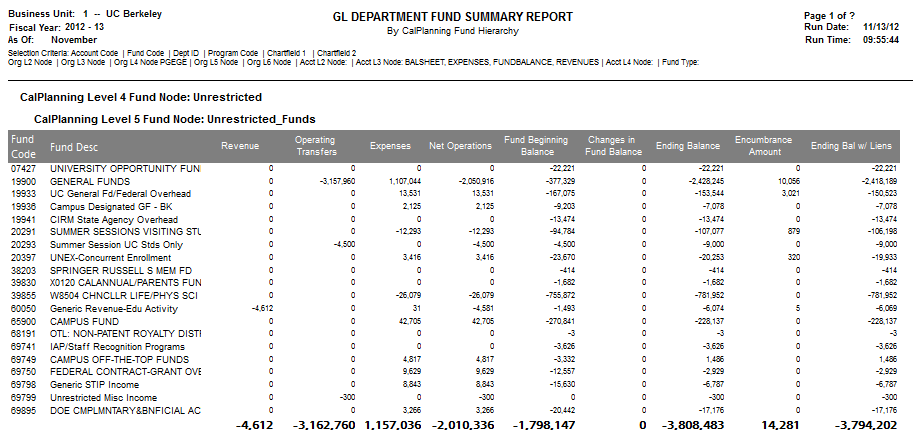 Business Unit: 1 -- UC Berkeley
GL DEPARTMENT FUND SUMMARY REPORT
Page 1 of ?
Fiscal Year: 2012 - 13
By CalPlanning Fund Hierarchy
Run Date: 11/13/12
As Of: November
Run Time: 09:55:44
Selection Criteria: Account Code | Fund Code | Dept ID | Program Code | Chartfield 1 | Chartfield 2
Org L2 Node | Org L3 Node | Org L4 Node PGEGE | Org L5 Node | Org L6 Node | Acct L2 Node: | Acct L3 Node: BALSHEET, EXPENSES, FUNDBALANCE, REVENUES | Acct L4 Node: | Fund Type:
CalPlanning Level 4 Fund Node: Unrestricted
CalPlanning Level 5 Fund Node: Unrestricted_Funds
Fund Code Fund Desc Revenue Operating Transfers Expenses Net Operations Fund Beginning Balance Changes in Fund Balance Ending Balance Encumbrance Amount Ending Bal w/ Liens
07427 UNIVERSITY OPPORTUNITY FUN 0 0 0 0 -22,221 0 -22,221 0 -22,221
19900 GENERAL FUNDS 0 -3,157,960 1,107,044 -2,050,916 -377,329 0 -2,428,245 10,056 -2,418,189
19933 UC General Fd/Federal Overhead 0 0 13,531 13,531 -167,075 0 -153,544 3,021 -150,523
19936 Campus Designated GF - BK 0 0 2,125 2,125 -9,203 0 -7,078 0 -7,078
19941 CIRM State Agency Overhead 0 0 0 0 -13,474 0 -13,474 0 -13,474
20291 SUMMER SESSIONS VISITING STU 0 0 -12,293 -12,293 -94,784 0 -107,077 879 -106,198
20293 Summer Session UC Stds Only 0 -4,500 0 -4,500 -4,500 0 -9,000 0 -9,000
20397 UNEX-Concurrent Enrollment 0 0 3,416 3,416 -23,670 0 -20,253 320 -19,933
38203 SPRINGER RUSSELL S MEM FD 0 0 0 0 -414 0 -414 0 -414
39830 X0120 CALANNUAL/PARENTS FUN 0 0 0 0 -1,682 0 -1,682 0 -1,682
39855 W8504 CHNCLLR LIFE/PHYS SCI 0 0 -26,079 -26,079 -755,872 0 -781,952 0 -781,952
60050 Generic Revenue-Edu Activity -4,612 0 31 -4,581 -1,493 0 -6,074 5 -6,069
65900 CAMPUS FUND 0 0 42,705 42,705 -270,841 0 -228,137 0 -228,137
68191 OTL: NON-PATENT ROYALTY DISTI 0 0 0 0 -3 0 -3 0 -3
69741 IAP/Staff Recognition Programs 0 0 0 0 -3,626 0 -3,626 0 -3,626
69749 CAMPUS OFF-THE-TOP FUNDS 0 0 4,817 4,817 -3,332 0 1,486 0 1,486
69750 FEDERAL CONTRACT-GRANT OVE 0 0 9,629 9,629 -12,557 0 -2,929 0 -2,929
69798 Generic STIP Income 0 0 8,843 8,843 -15,630 0 -6,787 0 -6,787
69799 Unrestricted Misc Income 0 -300 0 -300 0 0 -300 0 -300
69895 DOE CMPLMNTARY&BNFICIAL AC 0 0 3,266 3,266 -20,442 0 -17,176 0 -17,176
-4,612 -3,162,760 1,157,036 -2,010,336 -1,798,147 0 -3,808,483 14,281 -3,794,202